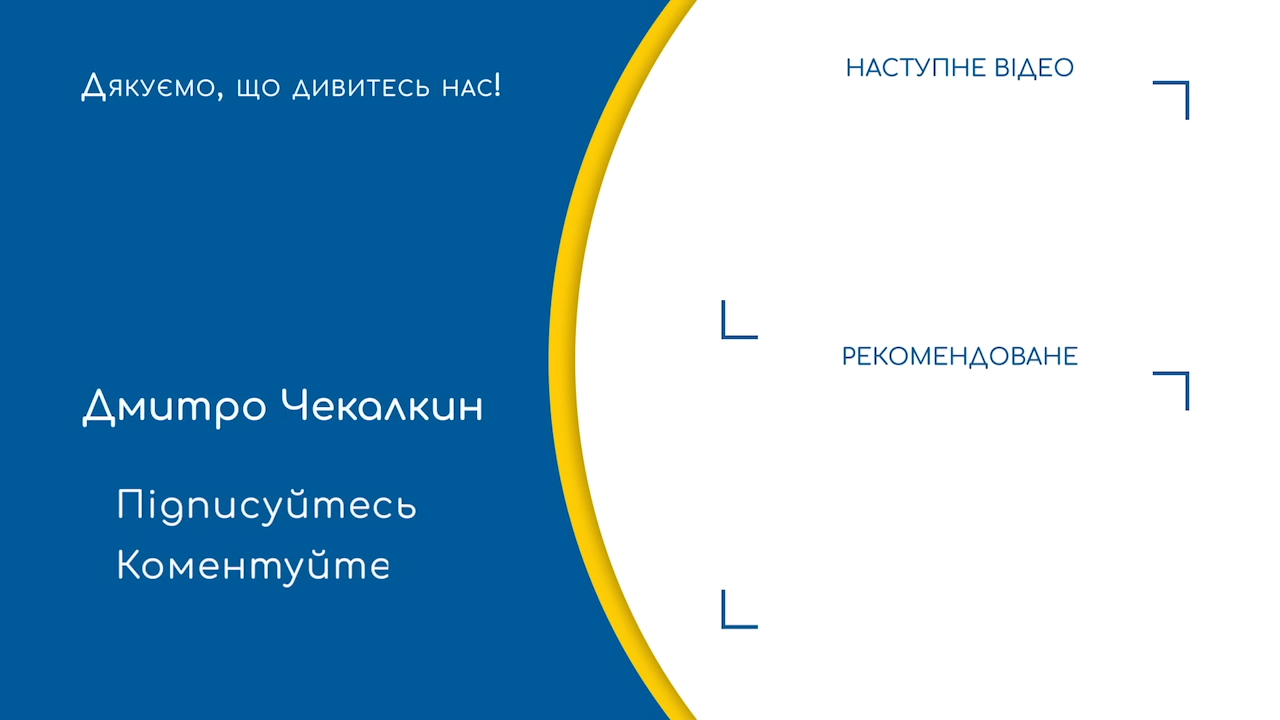 Дякуємо, що дивитесь нас!
Дмитро Чекалкин
Підписуйтесь
Коментуйте
НАСТУПНЕ ВІДЕО
РЕКОМЕНДОВАНЕ